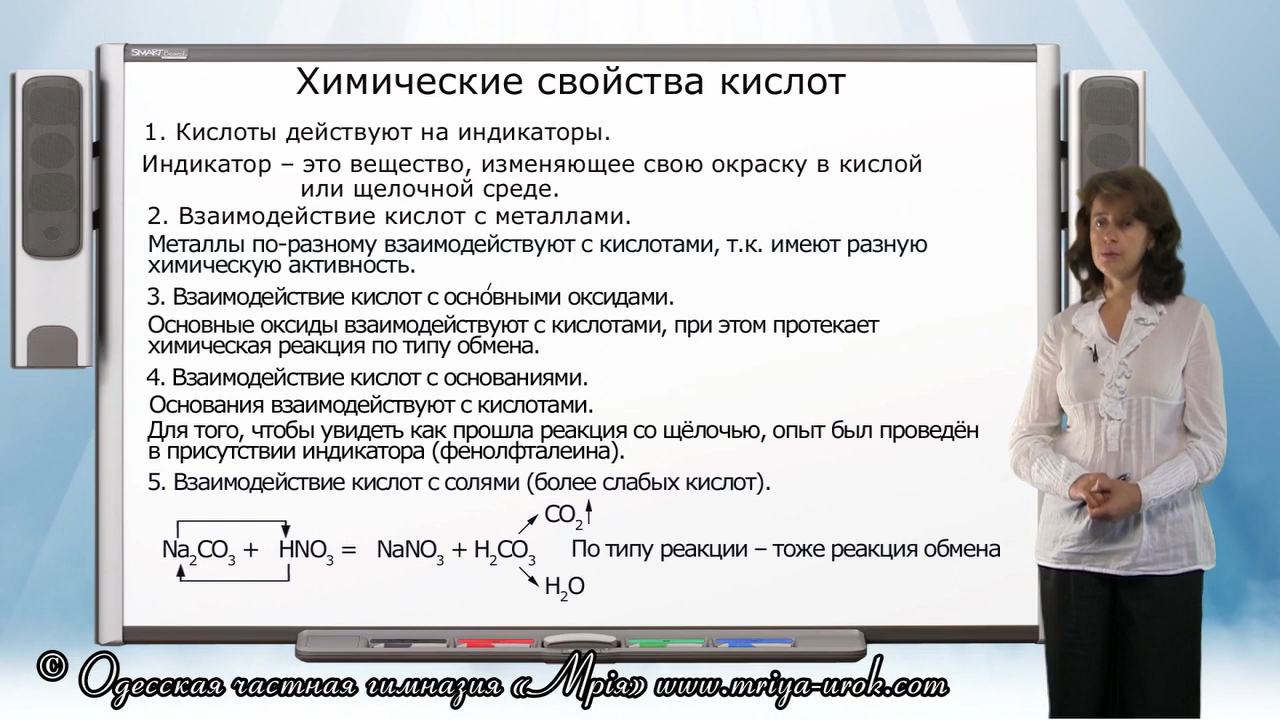 SMART Board
Химические свойства кислот
1. Кислоты действуют на индикаторы.
Индикатор – это вещество, изменяющее свою окраску в кислой
или щелочной среде.
2. Взаимодействие кислот с металлами.
Металлы по-разному взаимодействуют с кислотами, т.к. имеют разную
химическую активность.
3. Взаимодействие кислот с осно́вными оксидами.
Основные оксиды взаимодействуют с кислотами, при этом протекает
химическая реакция по типу обмена.
4. Взаимодействие кислот с основаниями.
Основания взаимодействуют с кислотами.
Для того, чтобы увидеть как прошла реакция со щёлочью, опыт был проведён
в присутствии индикатора (фенолфталеина).
5. Взаимодействие кислот с солями (более слабых кислот).
CO₂↑
Na₂CO₃ + HNO₃ = NaNO₃ + H₂CO₃ По типу реакции – тоже реакция обмена
H₂O
© Одесская частная гимназия «Мрія» www.mriya-urok.com